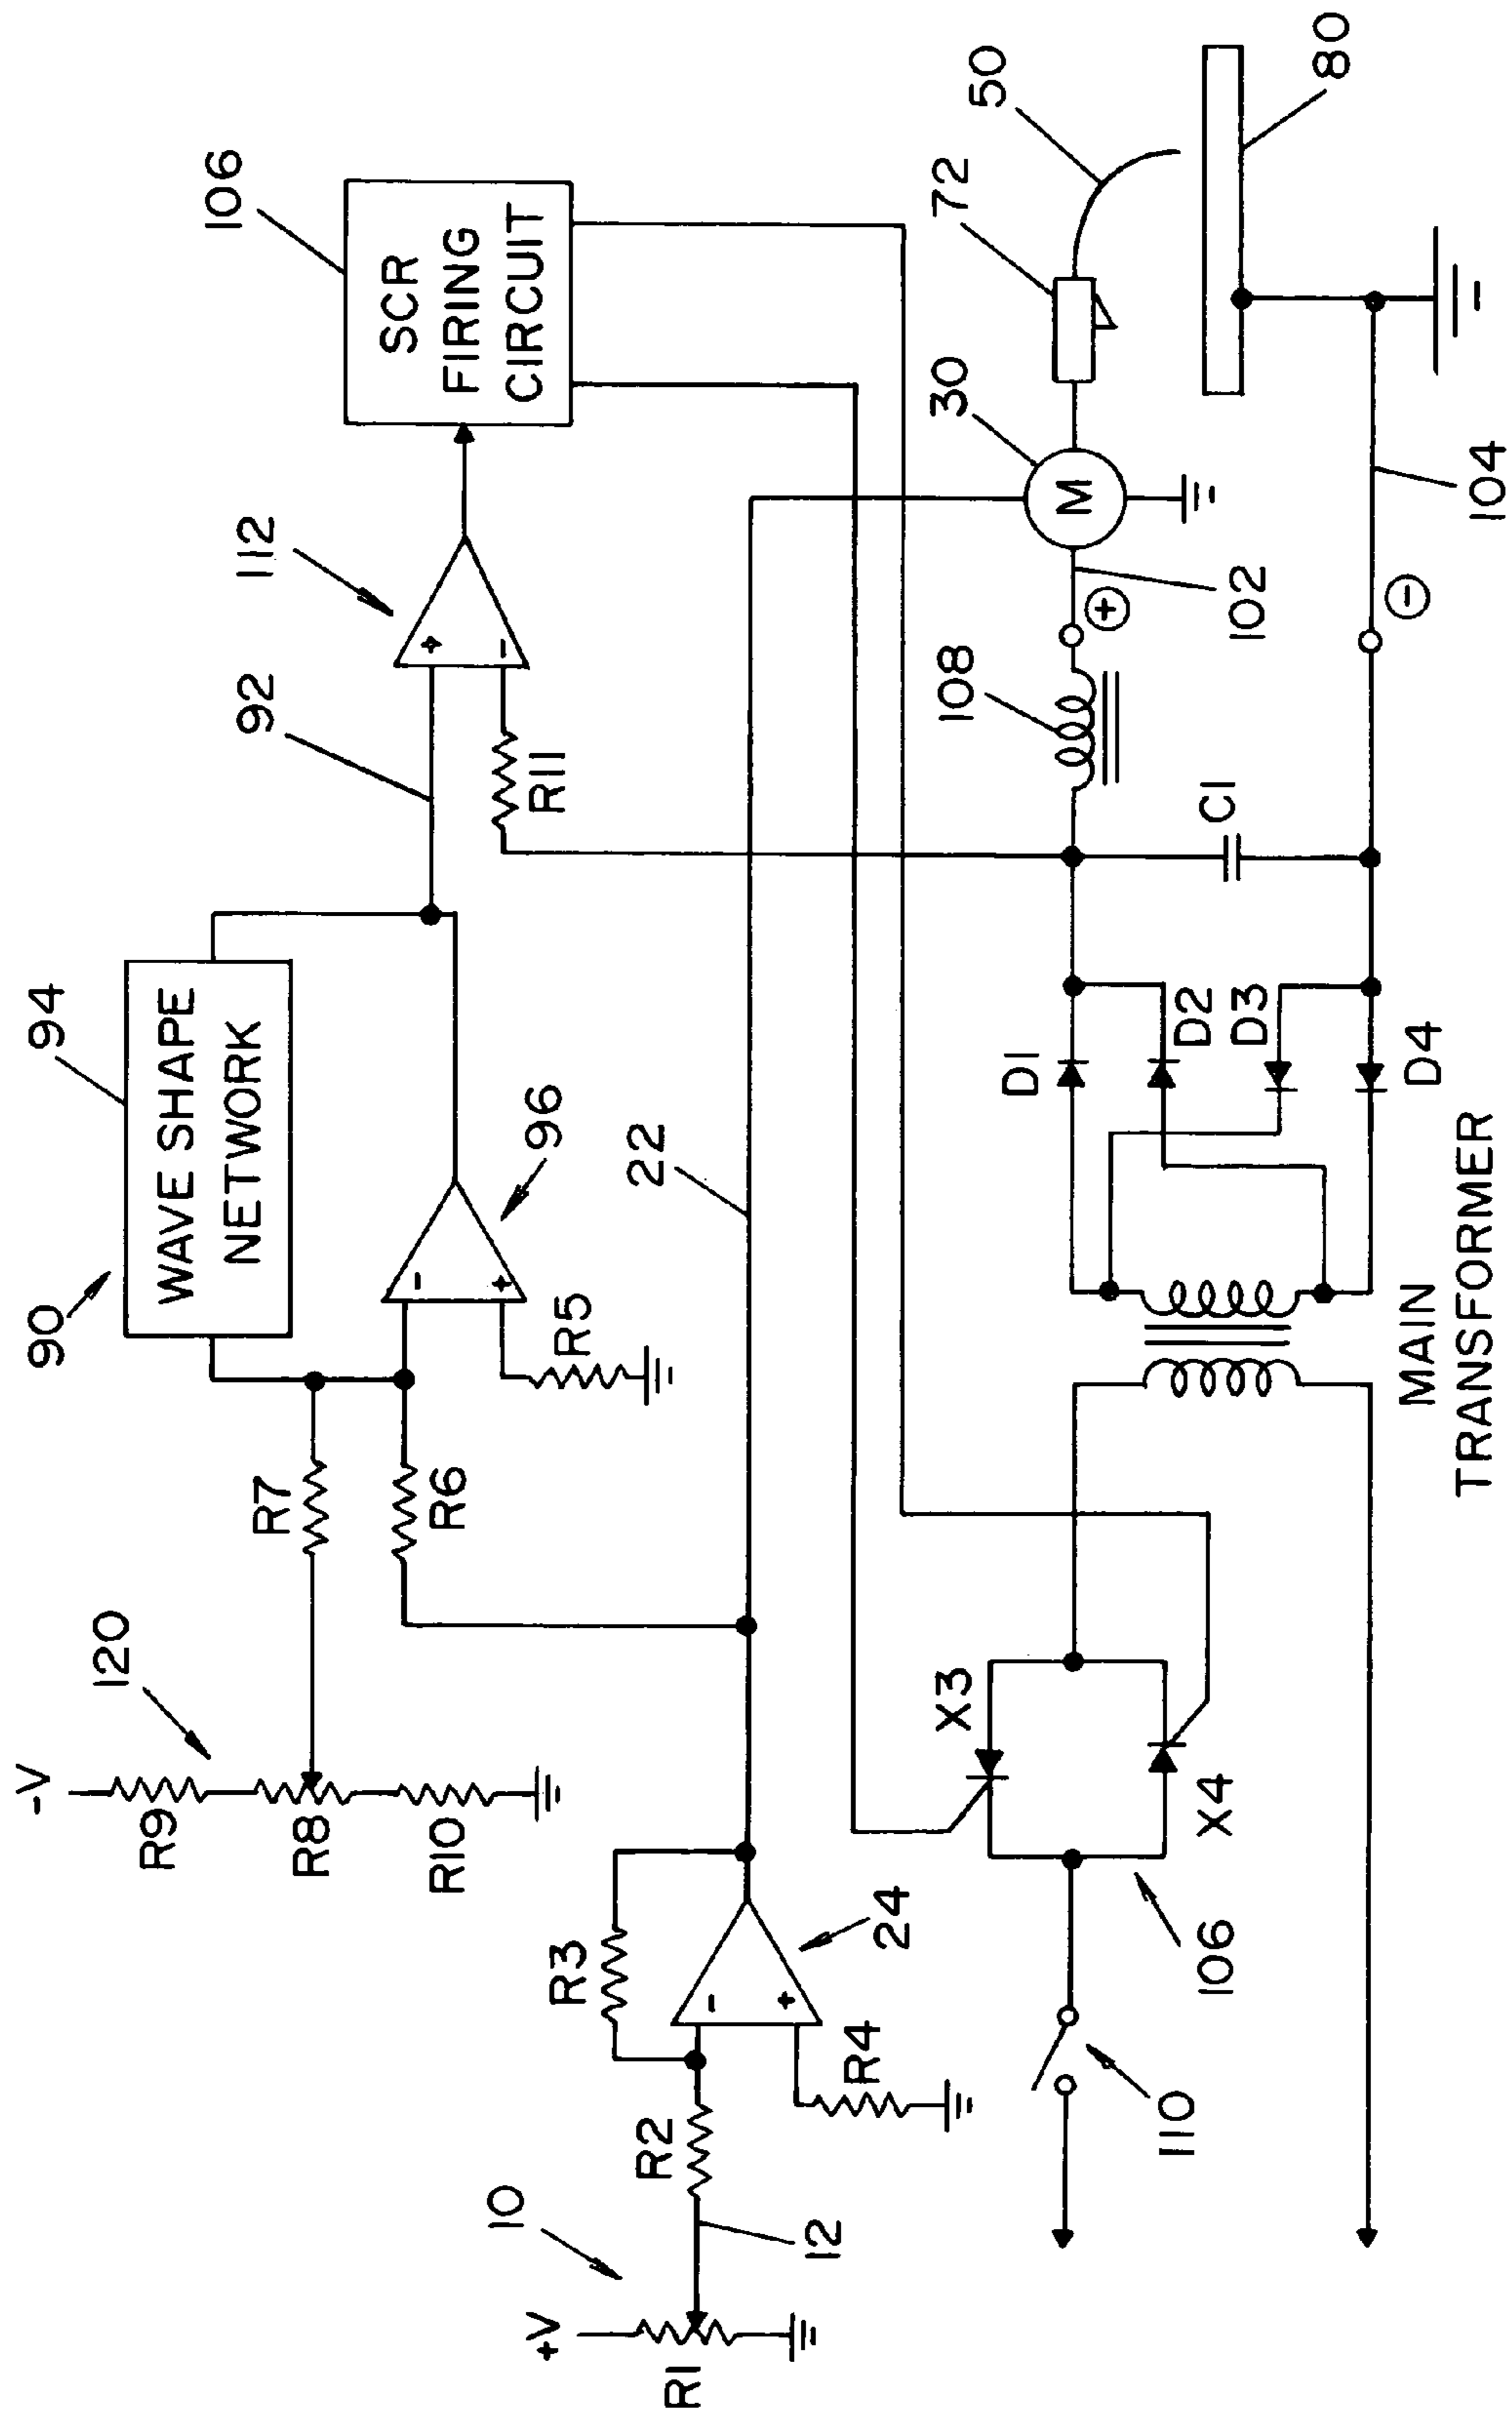 94
90
WAVE SHAPE
NETWORK
92
112
106
SCR
FIRING
CIRCUIT
-V
120
R9
R8
R10
R7
R6
-
+
96
R5
+
-
R11
+V
10
R1
12
R2
R3
-
+
24
R4
22
110
106
X3
X4
MAIN
TRANSFORMER
D1
D2
D3
D4
C1
108
+
-
102
30
M
72
50
80
104